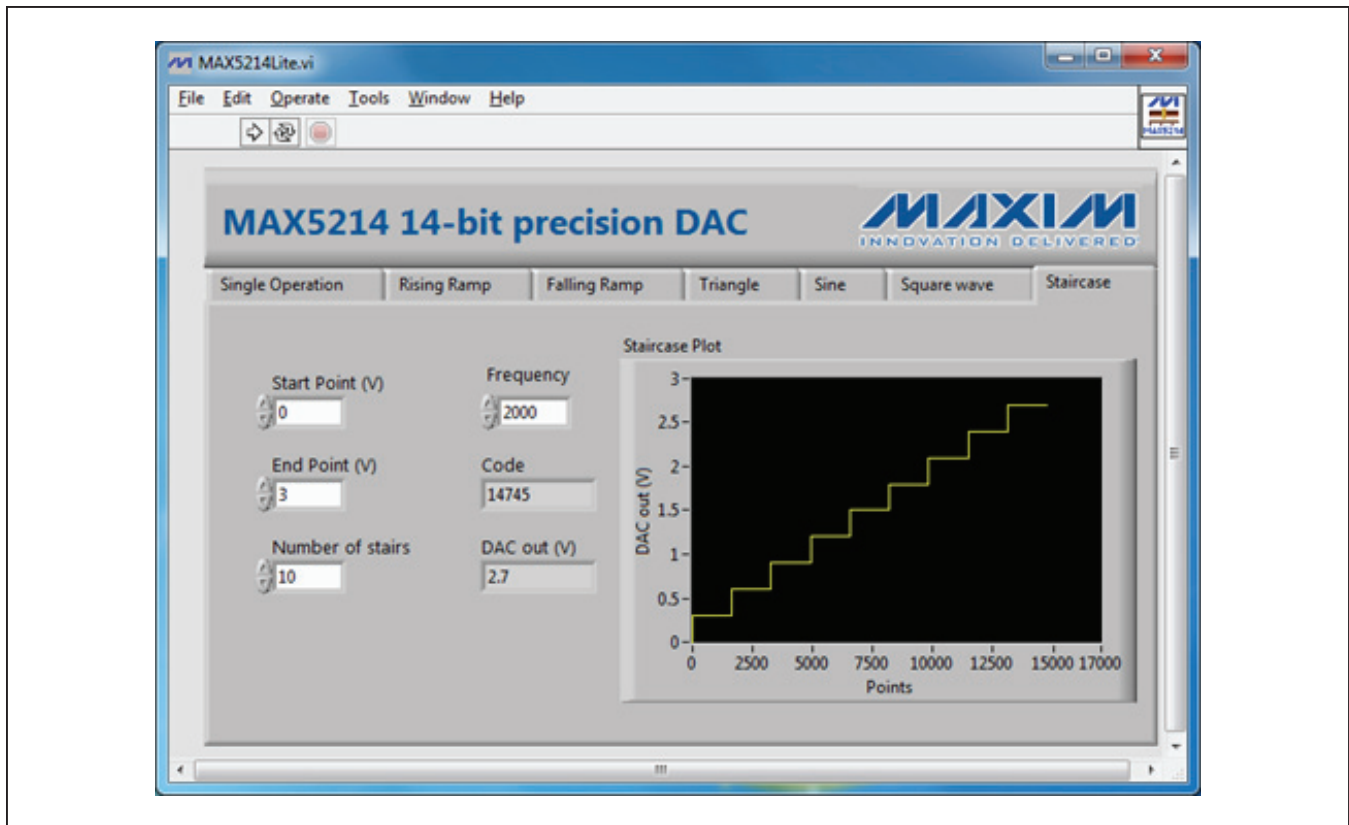 MAX5214Lite.vi
File Edit Operate Tools Window Help
MAX5214
MAX5214 14-bit precision DAC
MAXIM
INNOVATION DELIVERED
Single Operation Rising Ramp Falling Ramp Triangle Sine Square wave Staircase
Staircase Plot
Start Point (V)
0
Frequency
2000
End Point (V)
3
Code
14745
Number of stairs
10
DAC out (V)
2.7
DAC out (V)
3
2.5
2
1.5
1
0.5
0
0 2500 5000 7500 10000 12500 15000 17000
Points